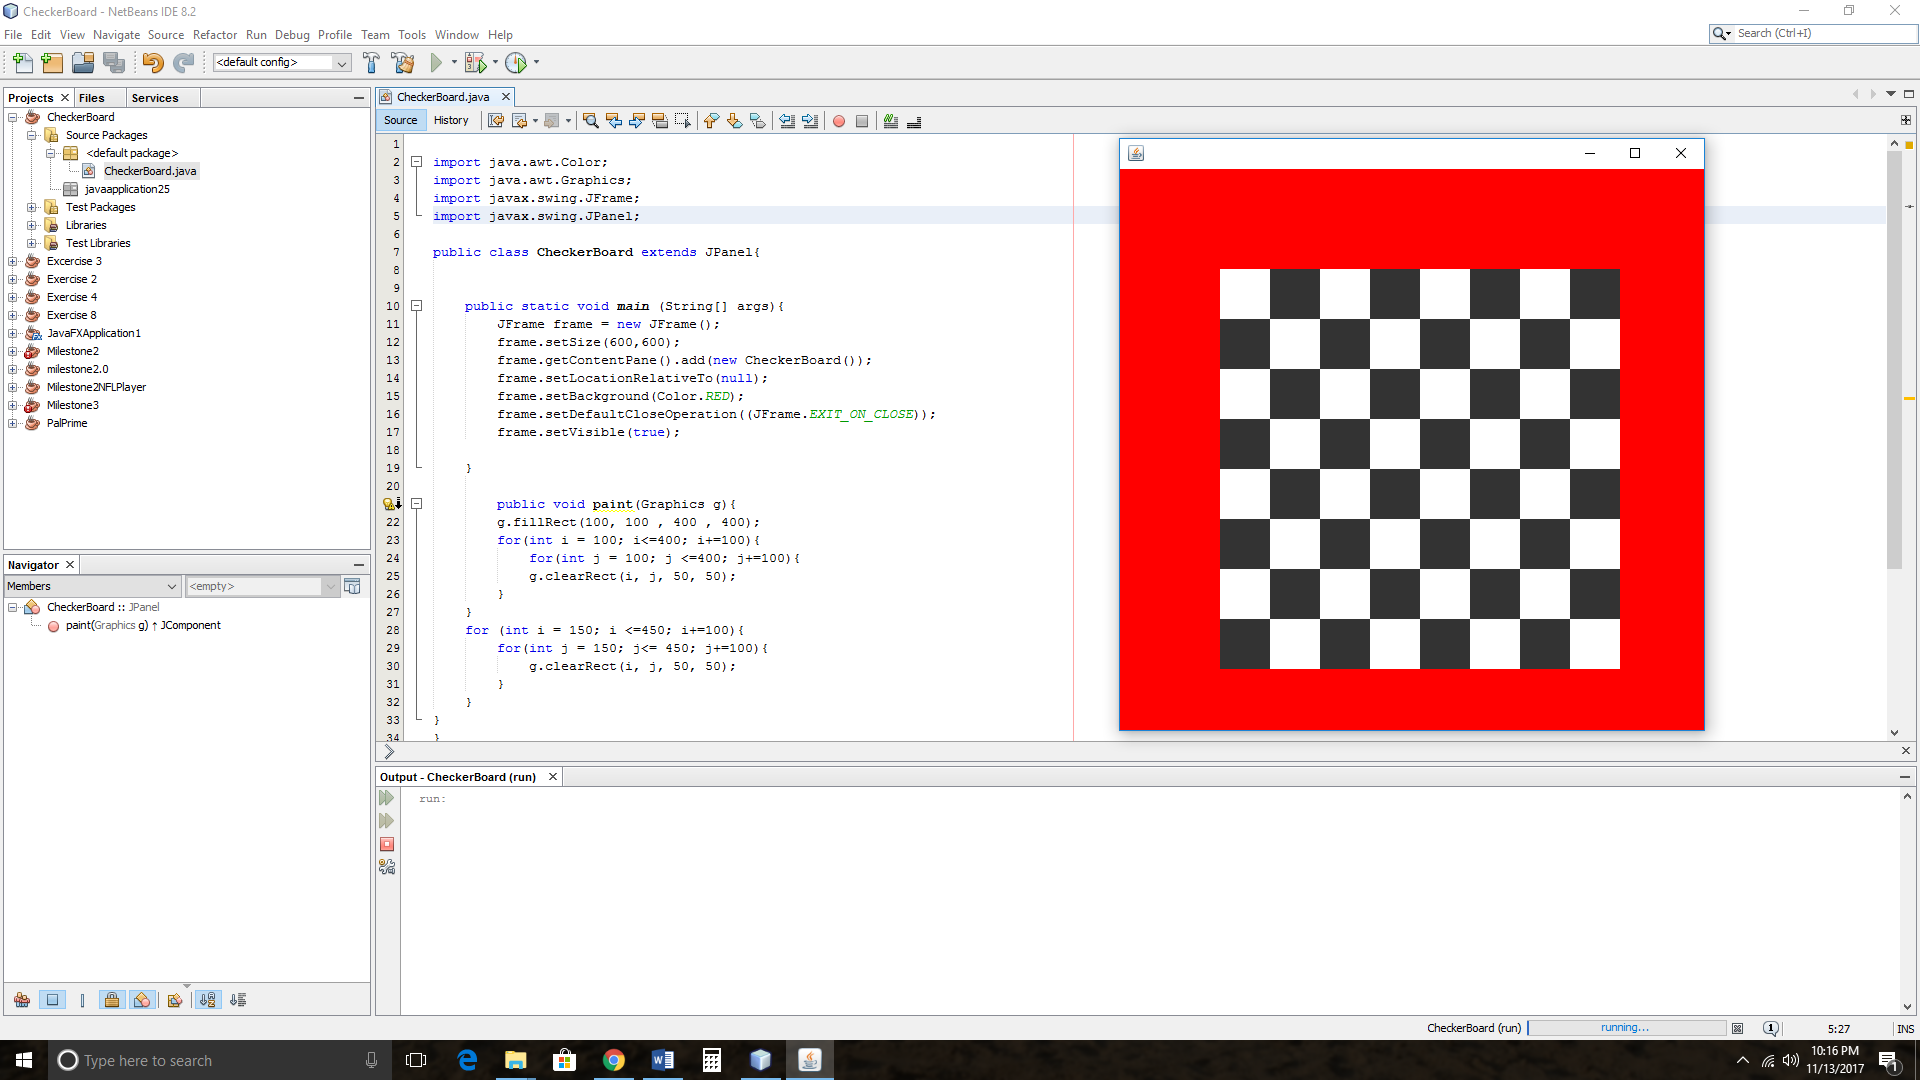 CheckerBoard - NetBeans IDE 8.2
File Edit View Navigate Source Refactor Run Debug Profile Team Tools Window Help
Search (Ctrl+I)
<default config>
Projects Files Services
CheckerBoard
Source Packages
<default package>
CheckerBoard.java
javaapplication25
Test Packages
Libraries
Test Libraries
Excercise 3
Exercise 2
Exercise 4
Exercise 8
JavaFXApplication1
Milestone2
milestone2.0
Milestone2NFLPlayer
Milestone3
PalPrime
Navigator
Members
<empty>
CheckerBoard :: JPanel
paint(Graphics g) ↑ JComponent
CheckerBoard.java
Source History
1
2 import java.awt.Color;
3 import java.awt.Graphics;
4 import javax.swing.JFrame;
5 import javax.swing.JPanel;
6
7 public class CheckerBoard extends JPanel{
8
9
10 public static void main (String[] args){
11 JFrame frame = new JFrame();
12 frame.setSize(600,600);
13 frame.getContentPane().add(new CheckerBoard());
14 frame.setLocationRelativeTo(null);
15 frame.setBackground(Color.RED);
16 frame.setDefaultCloseOperation((JFrame.EXIT_ON_CLOSE));
17 frame.setVisible(true);
18
19 }
20
public void paint(Graphics g){
22 g.fillRect(100, 100 , 400 , 400);
23 for(int i = 100; i<=400; i+=100){
24 for(int j = 100; j <=400; j+=100){
25 g.clearRect(i, j, 50, 50);
26 }
27 }
28 for (int i = 150; i <=450; i+=100){
29 for(int j = 150; j<= 450; j+=100){
30 g.clearRect(i, j, 50, 50);
31 }
32 }
33 }
34 }
Output - CheckerBoard (run)
run:
CheckerBoard (run) running... 1 5:27 INS
Type here to search
10:16 PM
11/13/2017
1